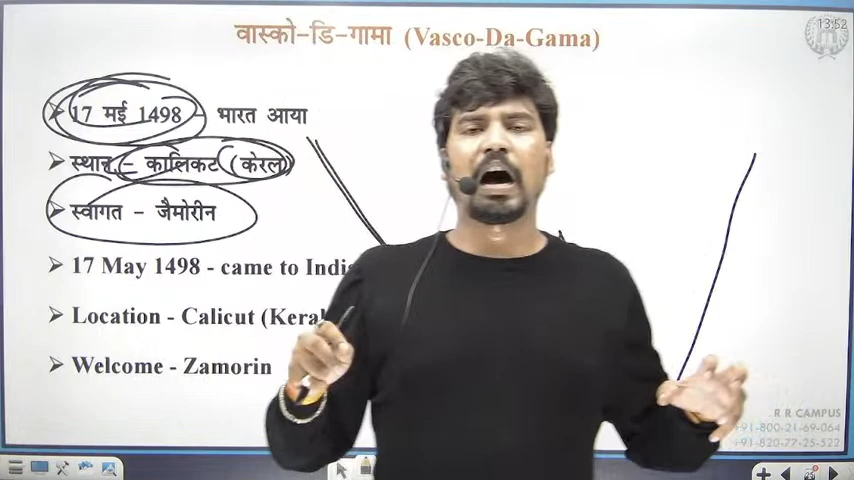 वास्को-डि-गामा (Vasco-Da-Gama)
13:52
17 मई 1498 - भारत आया
स्थान - कालिकट (केरल)
स्वागत - जैमोरीन
17 May 1498 - came to Indi
Location - Calicut (Keral
Welcome - Zamorin
R R CAMPUS
+91-800-21-69-064
+91-820-77-25-522